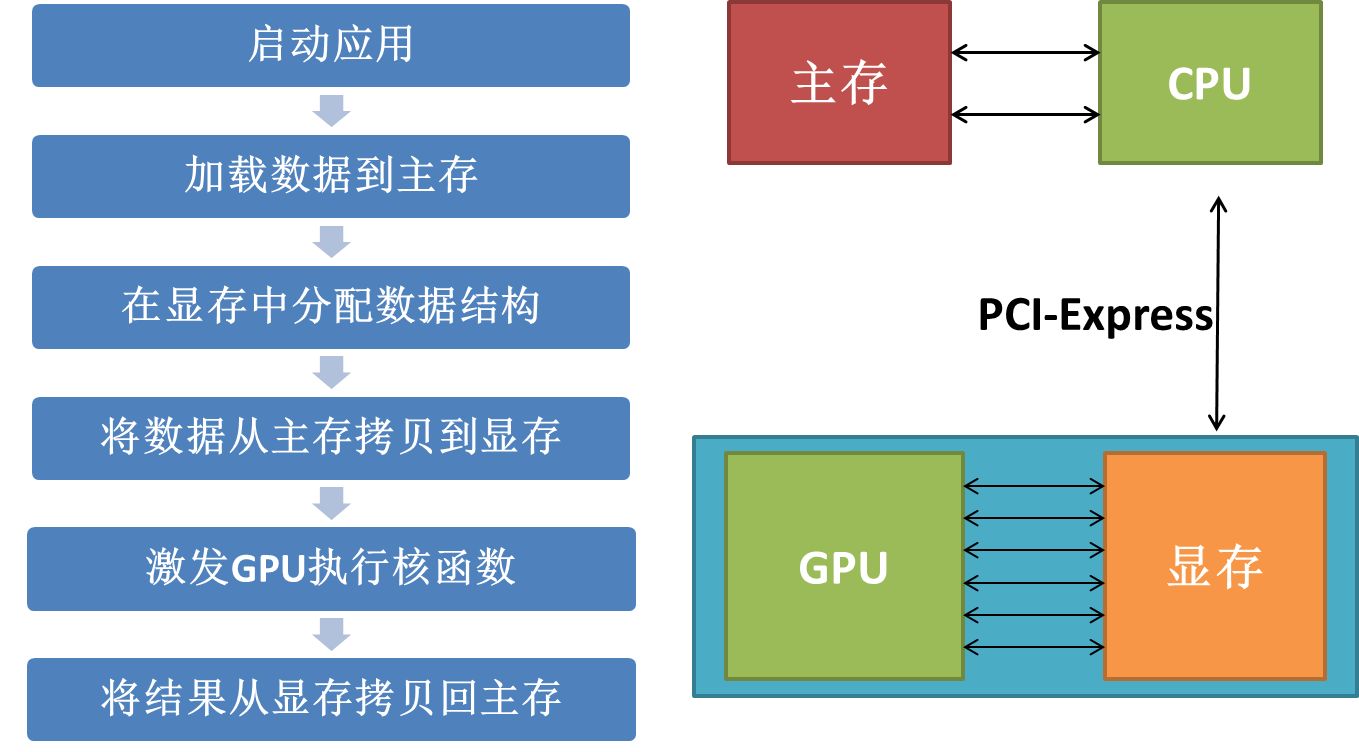 启动应用
加载数据到主存
在显存中分配数据结构
将数据从主存拷贝到显存
激发GPU执行核函数
将结果从显存拷贝回主存
主存
CPU
PCI-Express
GPU
显存